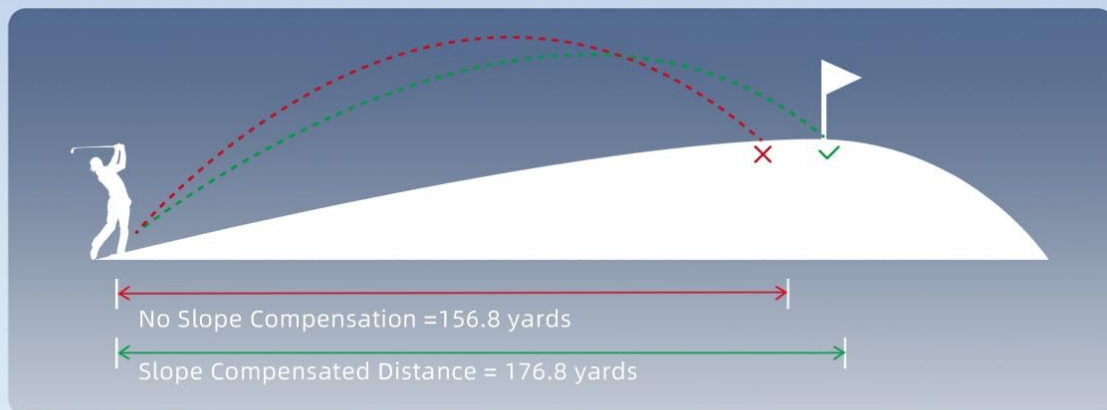 No Slope Compensation =156.8 yards
Slope Compensated Distance = 176.8 yards